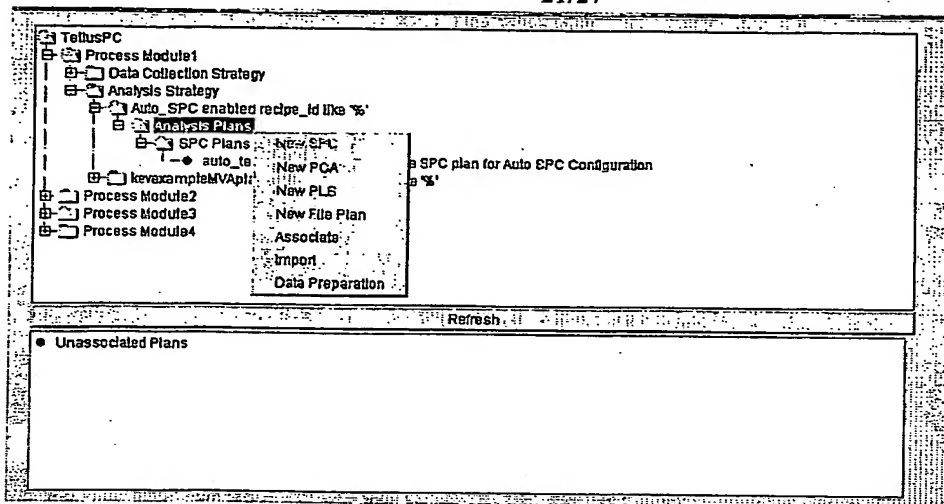 TeliusPC
Process Module1
Data Collection Strategy
Analysis Strategy
Auto_SPC enabled recipe_id like '%'
Analysis Plans
SPC Plans
auto_te
SPC plan for Auto SPC Configuration
kevexampleMVApl
'%'
Process Module2
Process Module3
Process Module4
New SPC
New PCA
New PLS
New File Plan
Associate
Import
Data Preparation
Refresh
Unassociated Plans